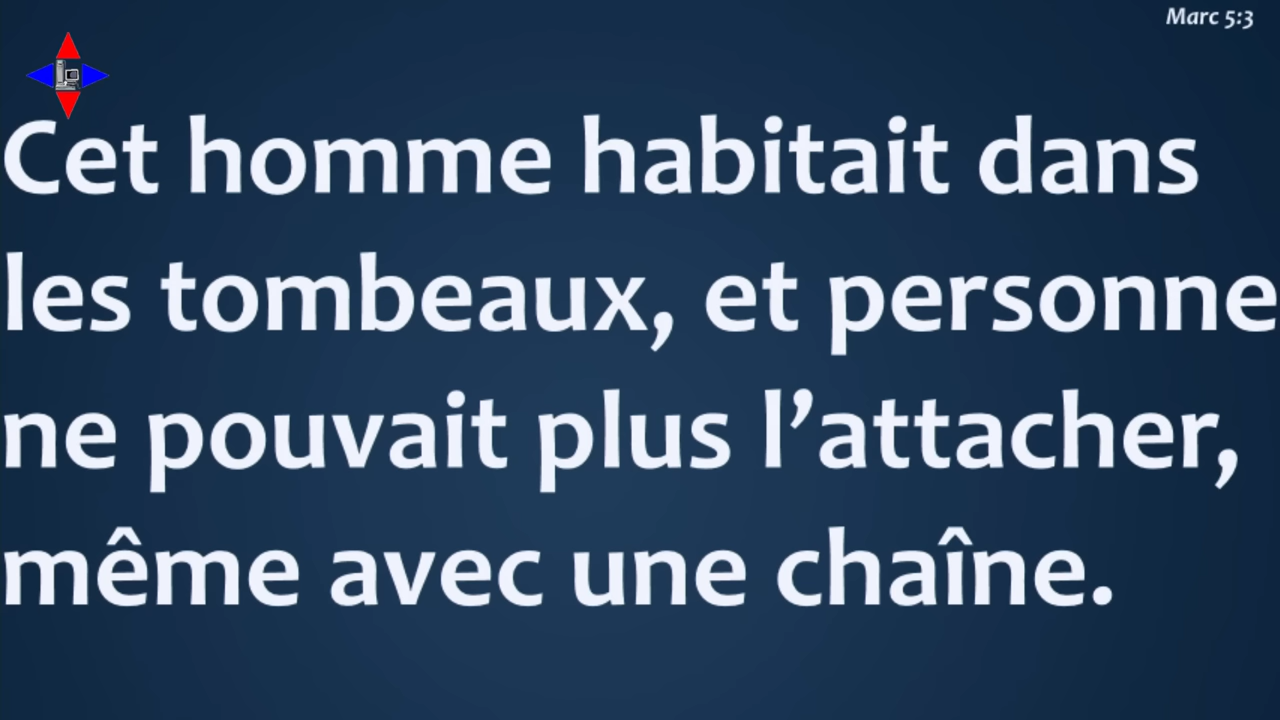 Marc 5:3
Cet homme habitait dans
les tombeaux, et personne
ne pouvait plus l’attacher,
même avec une chaîne.